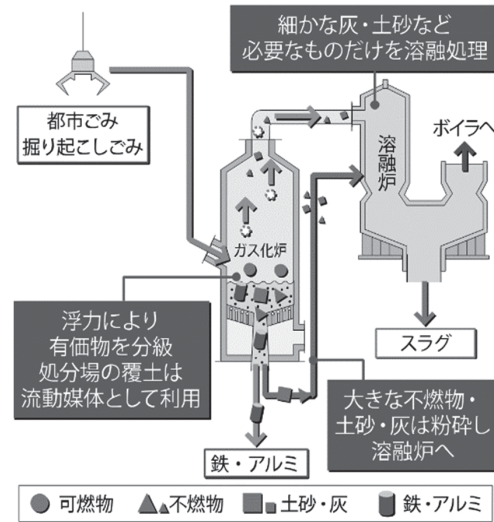 細かな灰・土砂など
必要なものだけを溶融処理
都市ごみ
掘り起こしごみ
ボイラへ
溶融炉
ガス化炉
浮力により
有価物を分級
処分場の覆土は
流動媒体として利用
スラグ
大きな不燃物・
土砂・灰は粉砕し
溶融炉へ
鉄・アルミ
可燃物 不燃物 土砂・灰 鉄・アルミ